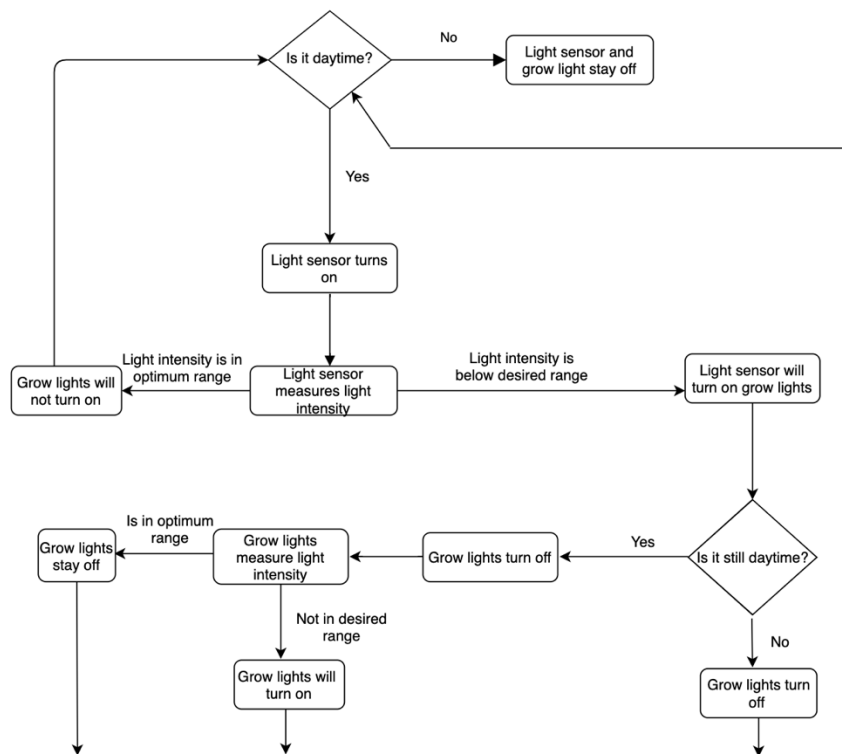 Is it daytime?
No
Light sensor and
grow light stay off
Yes
Light sensor turns
on
Light intensity is in
optimum range
Light intensity is
below desired range
Grow lights will
not turn on
Light sensor
measures light
intensity
Light sensor will
turn on grow lights
Is in optimum
range
Grow lights
stay off
Grow lights
measure light
intensity
Grow lights turn off
Yes
Is it still daytime?
Not in desired
range
No
Grow lights will
turn on
Grow lights turn
off